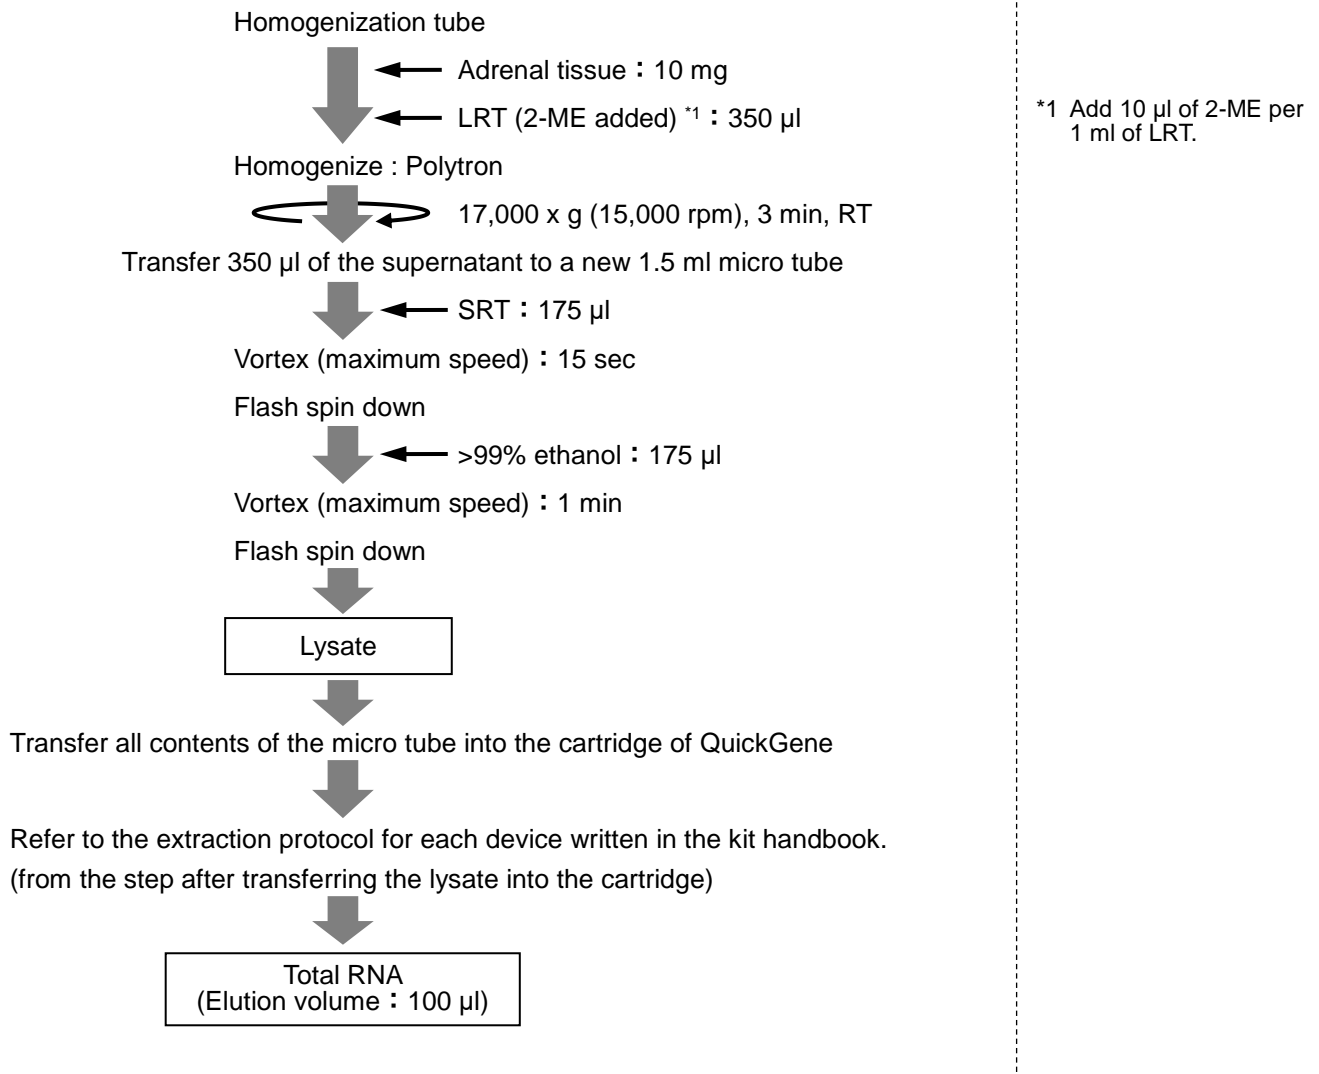 Homogenization tube
Adrenal tissue：10 mg
LRT (2-ME added) *1：350 µl
*1 Add 10 µl of 2-ME per
1 ml of LRT.
Homogenize : Polytron
17,000 x g (15,000 rpm), 3 min, RT
Transfer 350 µl of the supernatant to a new 1.5 ml micro tube
SRT：175 µl
Vortex (maximum speed)：15 sec
Flash spin down
>99% ethanol：175 µl
Vortex (maximum speed)：1 min
Flash spin down
Lysate
Transfer all contents of the micro tube into the cartridge of QuickGene
Refer to the extraction protocol for each device written in the kit handbook.
(from the step after transferring the lysate into the cartridge)
Total RNA
(Elution volume：100 µl)